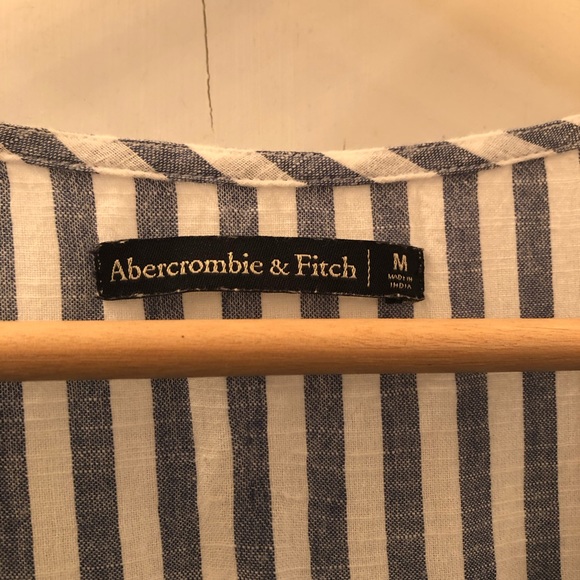 Abercrombie & Fitch
M
MADE IN
INDIA